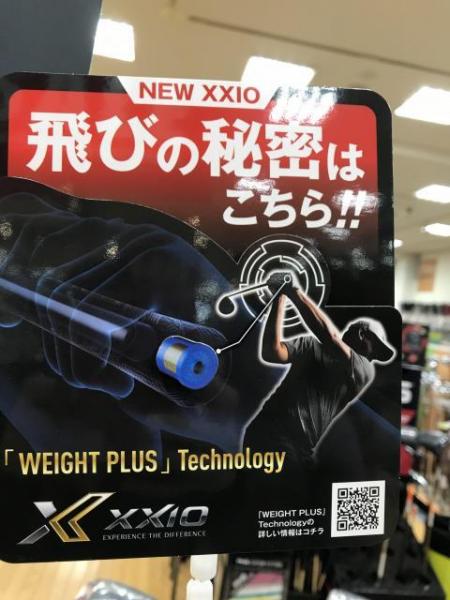 NEW XXIO
飛びの秘密は
こちら!!
「WEIGHT PLUS」Technology
XXIO
EXPERIENCE THE DIFFERENCE
「WEIGHT PLUS」
Technologyの
詳しい情報はコチラ